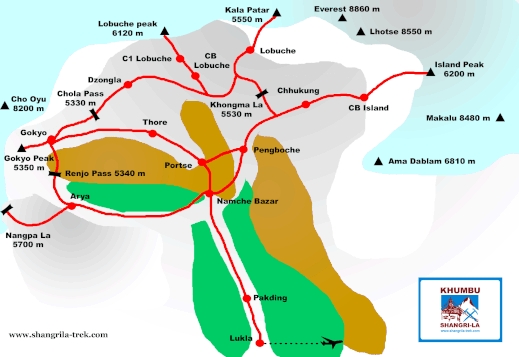 Kala Patar
5550 m
Everest 8860 m
Lobuche peak
6120 m
Lhotse 8550 m
C1 Lobuche
CB
Lobuche
Lobuche
Island Peak
6200 m
Dzongla
Chola Pass
5330 m
Chhukung
Khongma La
5530 m
CB Island
Cho Oyu
8200 m
Makalu 8480 m
Gokyo
Thore
Pengboche
Gokyo Peak
5350 m
Renjo Pass 5340 m
Portse
Ama Dablam 6810 m
Arya
Namche Bazar
Nangpa La
5700 m
Pakding
KHUMBU
SHANGRI-LA
www.shangrila-trek.com
www.shangrila-trek.com
Lukla